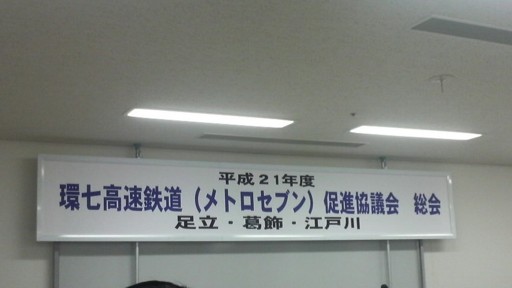 平成21年度
環七高速鉄道（メトロセブン）促進協議会　総会
足立・葛飾・江戸川